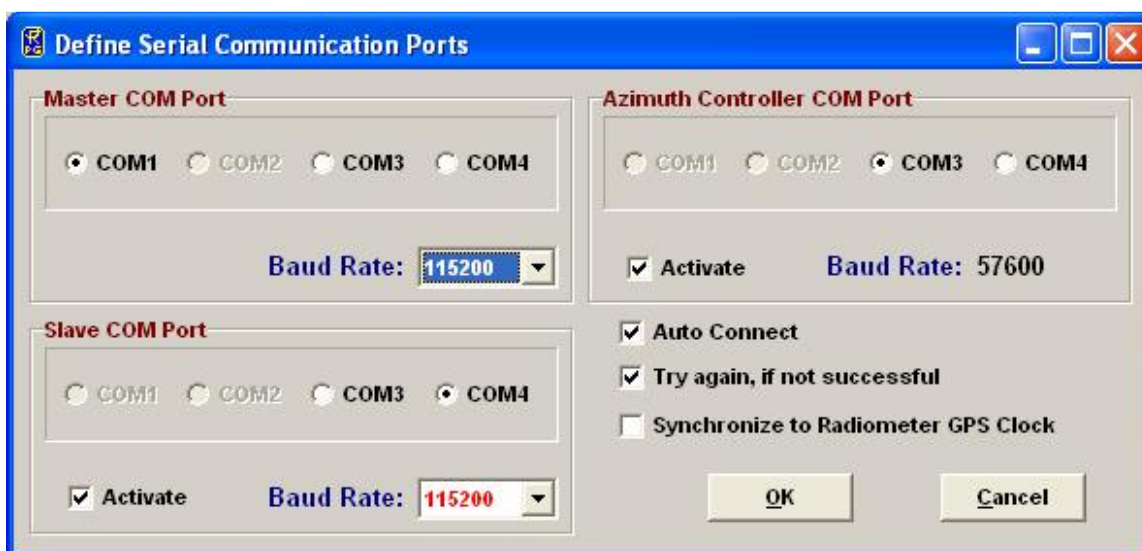 Define Serial Communication Ports
Master COM Port
COM1 COM2 COM3 COM4
Baud Rate: 115200
Azimuth Controller COM Port
COM1 COM2 COM3 COM4
Activate Baud Rate: 57600
Slave COM Port
COM1 COM2 COM3 COM4
Activate Baud Rate: 115200
Auto Connect
Try again, if not successful
Synchronize to Radiometer GPS Clock
OK Cancel